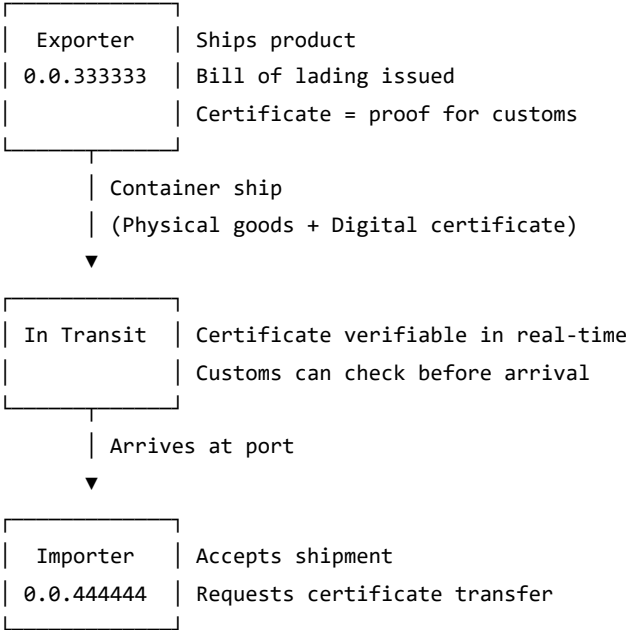 Exporter Ships product
0.0.333333 Bill of lading issued
Certificate = proof for customs
Container ship
(Physical goods + Digital certificate)
In Transit Certificate verifiable in real-time
Customs can check before arrival
Arrives at port
Importer Accepts shipment
0.0.444444 Requests certificate transfer